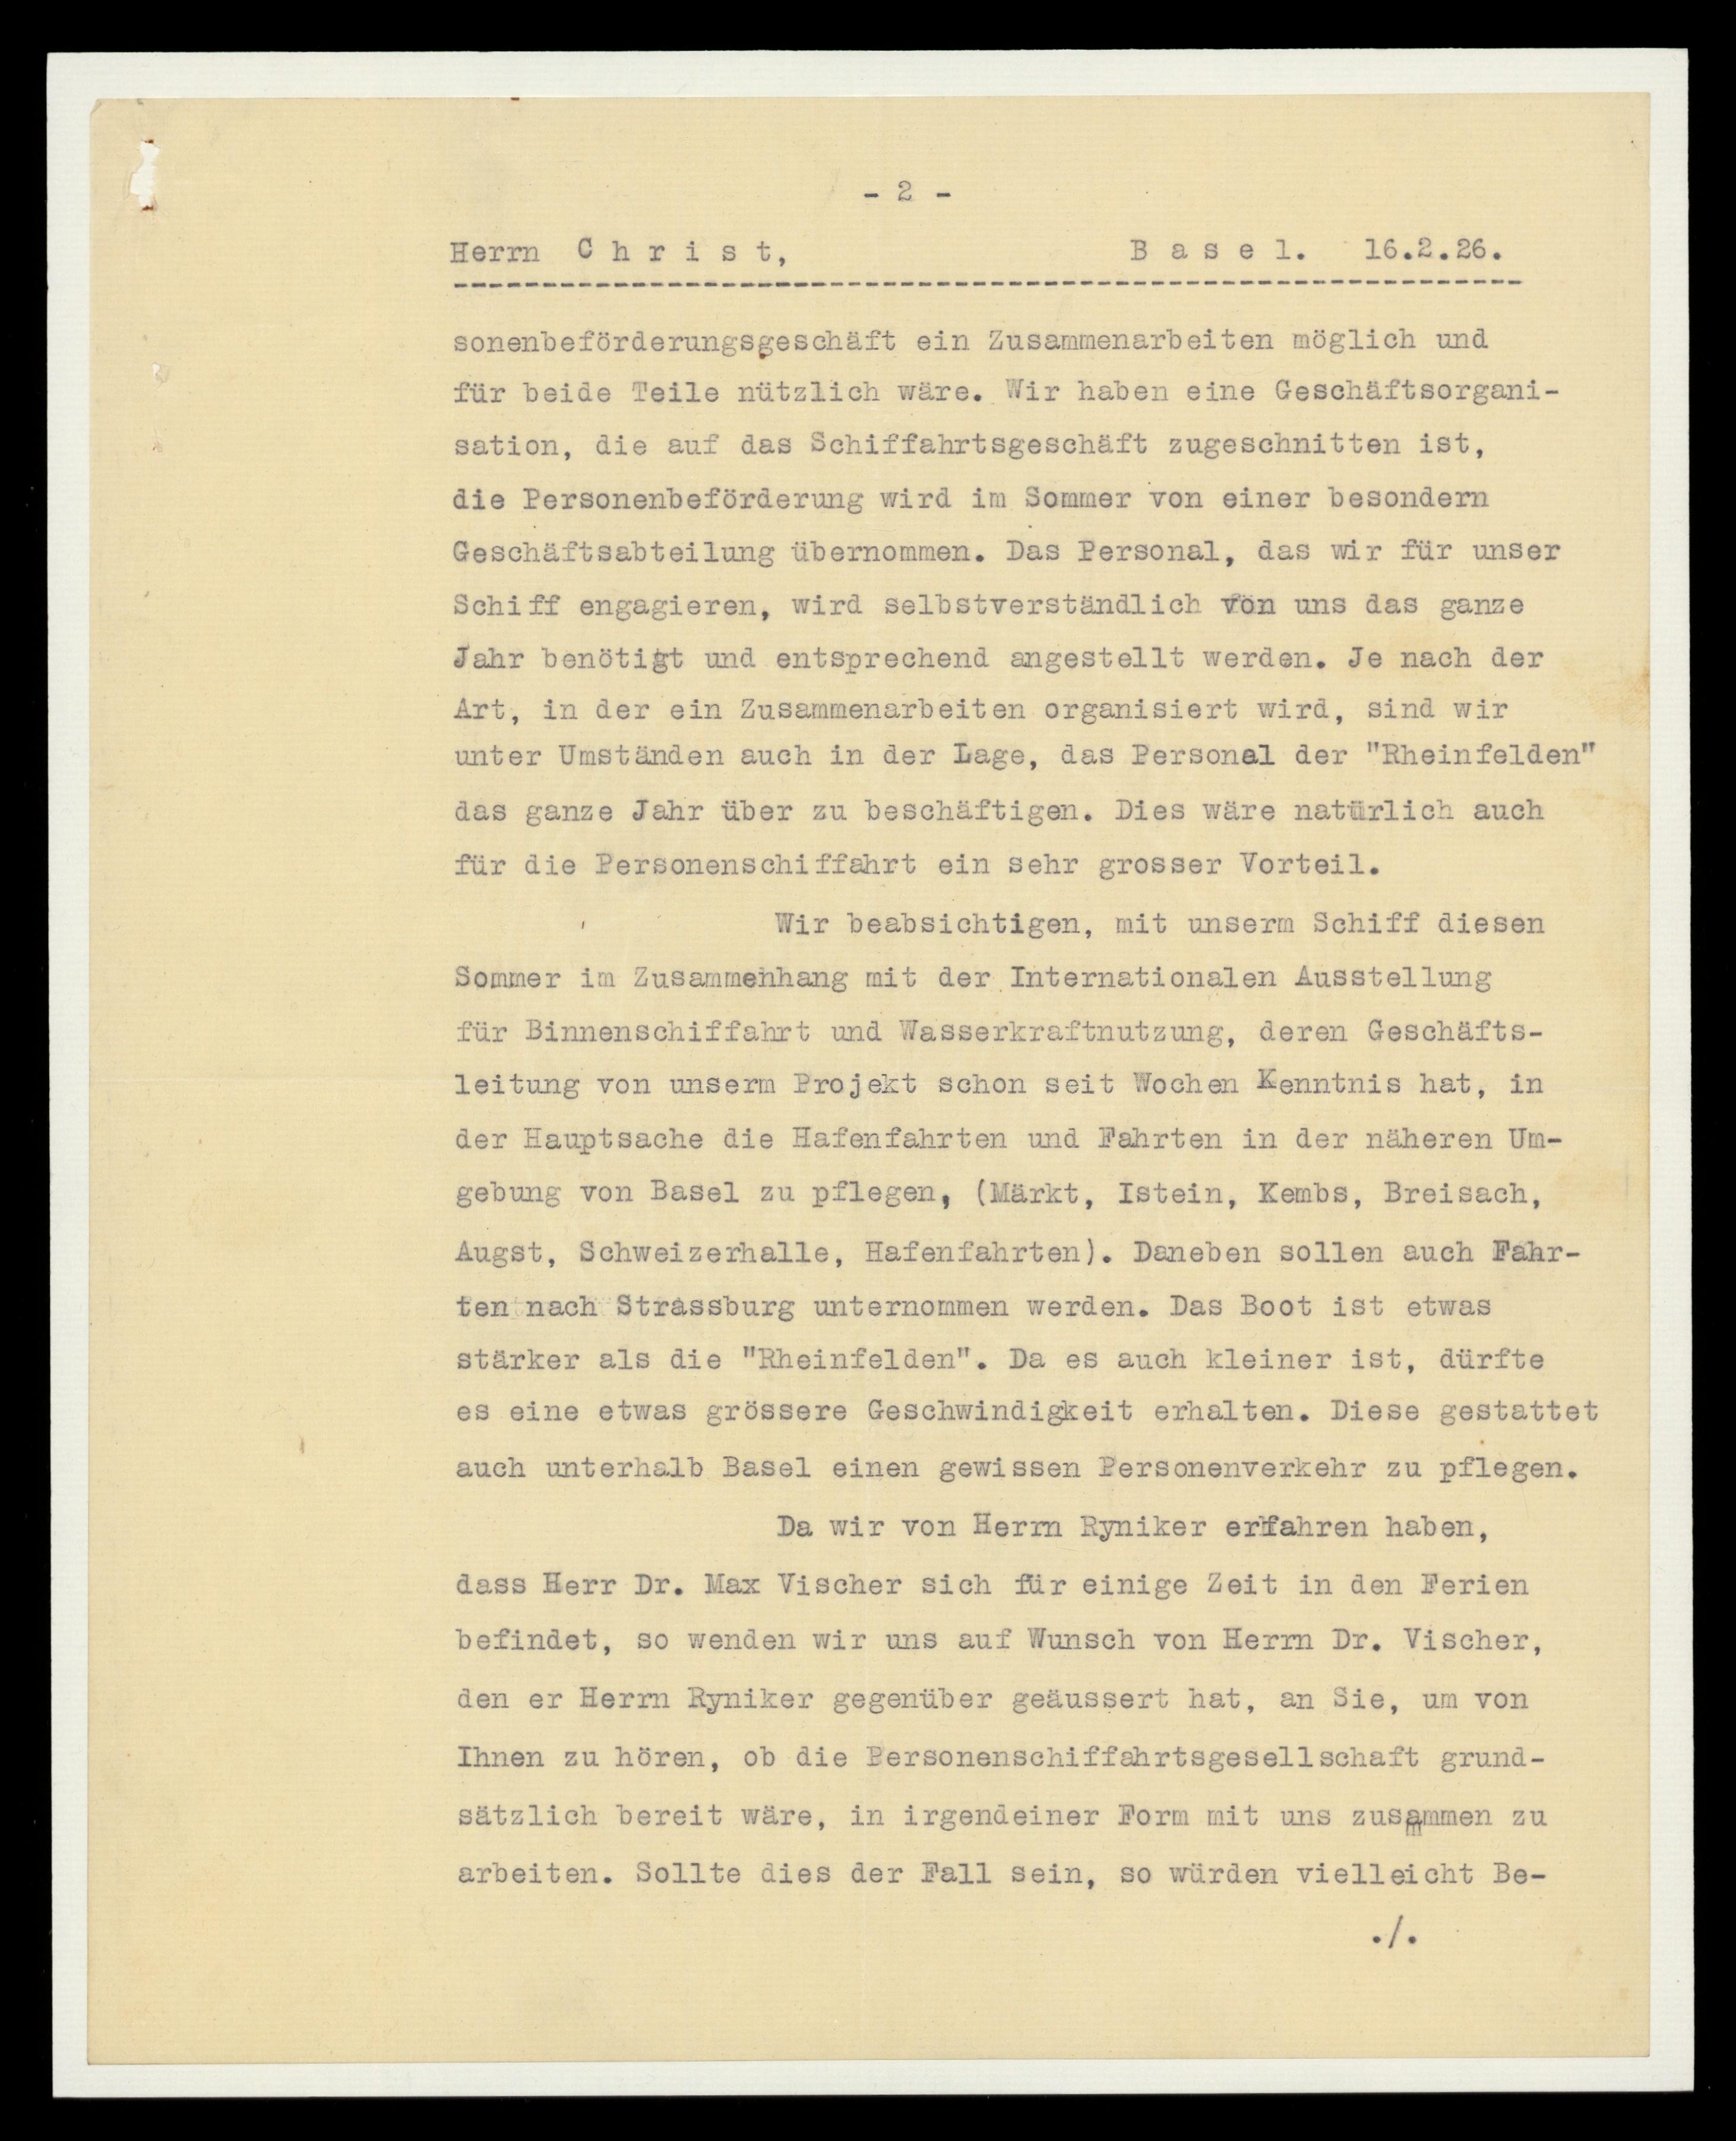 - 2 -
Herrn C h r i s t, B a s e l. 16.2.26.
sonenbeförderungsgeschäft ein Zusammenarbeiten möglich und
für beide Teile nützlich wäre. Wir haben eine Geschäftsorgani-
sation, die auf das Schiffahrtsgeschäft zugeschnitten ist,
die Personenbeförderung wird im Sommer von einer besondern
Geschäftsabteilung übernommen. Das Personal, das wir für unser
Schiff engagieren, wird selbstverständlich von uns das ganze
Jahr benötigt und entsprechend angestellt werden. Je nach der
Art, in der ein Zusammenarbeiten organisiert wird, sind wir
unter Umständen auch in der Lage, das Personal der "Rheinfelden"
das ganze Jahr über zu beschäftigen. Dies wäre natürlich auch
für die Personenschiffahrt ein sehr grosser Vorteil.
Wir beabsichtigen, mit unserm Schiff diesen
Sommer im Zusammenhang mit der Internationalen Ausstellung
für Binnenschiffahrt und Wasserkraftnutzung, deren Geschäfts-
leitung von unserm Projekt schon seit Wochen Kenntnis hat, in
der Hauptsache die Hafenfahrten und Fahrten in der näheren Um-
gebung von Basel zu pflegen, (Märkt, Istein, Kembs, Breisach,
Augst, Schweizerhalle, Hafenfahrten). Daneben sollen auch Fahr-
ten nach Strassburg unternommen werden. Das Boot ist etwas
stärker als die "Rheinfelden". Da es auch kleiner ist, dürfte
es eine etwas grössere Geschwindigkeit erhalten. Diese gestattet
auch unterhalb Basel einen gewissen Personenverkehr zu pflegen.
Da wir von Herrn Ryniker erfahren haben,
dass Herr Dr. Max Vischer sich für einige Zeit in den Ferien
befindet, so wenden wir uns auf Wunsch von Herrn Dr. Vischer,
den er Herrn Ryniker gegenüber geäussert hat, an Sie, um von
Ihnen zu hören, ob die Personenschiffahrtsgesellschaft grund-
sätzlich bereit wäre, in irgendeiner Form mit uns zusammen zu
arbeiten. Sollte dies der Fall sein, so würden vielleicht Be-
./.